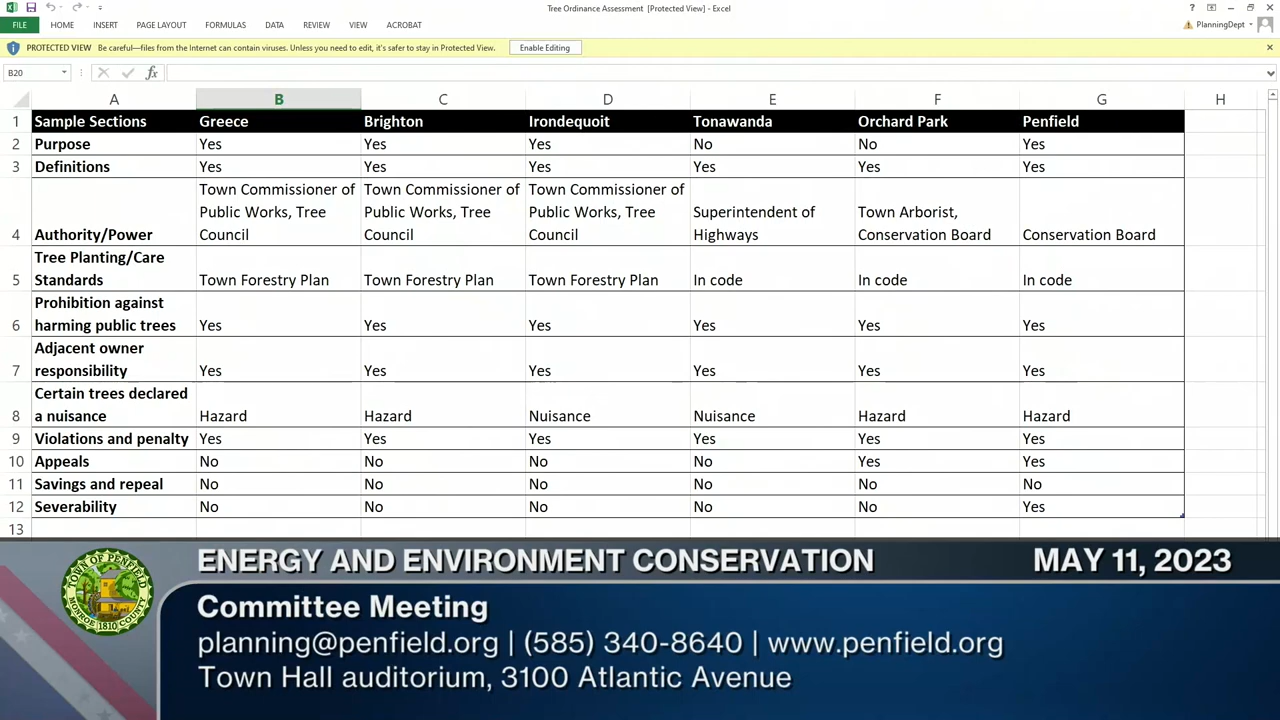 Tree Ordinance Assessment [Protected View] - Excel
FILE HOME INSERT PAGE LAYOUT FORMULAS DATA REVIEW VIEW ACROBAT PlanningDept
PROTECTED VIEW Be careful—files from the Internet can contain viruses. Unless you need to edit, it's safer to stay in Protected View. Enable Editing
B20 fx
A B C D E F G H
1 Sample Sections Greece Brighton Irondequoit Tonawanda Orchard Park Penfield
2 Purpose Yes Yes Yes No No Yes
3 Definitions Yes Yes Yes Yes Yes Yes
Town Commissioner of Town Commissioner of Town Commissioner of
Public Works, Tree Public Works, Tree Public Works, Tree Superintendent of Town Arborist,
4 Authority/Power Council Council Council Highways Conservation Board Conservation Board
Tree Planting/Care
5 Standards Town Forestry Plan Town Forestry Plan Town Forestry Plan In code In code In code
Prohibition against
6 harming public trees Yes Yes Yes Yes Yes Yes
Adjacent owner
7 responsibility Yes Yes Yes Yes Yes Yes
Certain trees declared
8 a nuisance Hazard Hazard Nuisance Nuisance Hazard Hazard
9 Violations and penalty Yes Yes Yes Yes Yes Yes
10 Appeals No No No No Yes Yes
11 Savings and repeal No No No No No No
12 Severability No No No No No Yes
13
ENERGY AND ENVIRONMENT CONSERVATION MAY 11, 2023
Committee Meeting
planning@penfield.org | (585) 340-8640 | www.penfield.org
Town Hall auditorium, 3100 Atlantic Avenue
TOWN OF PENFIELD
MONROE COUNTY
1810